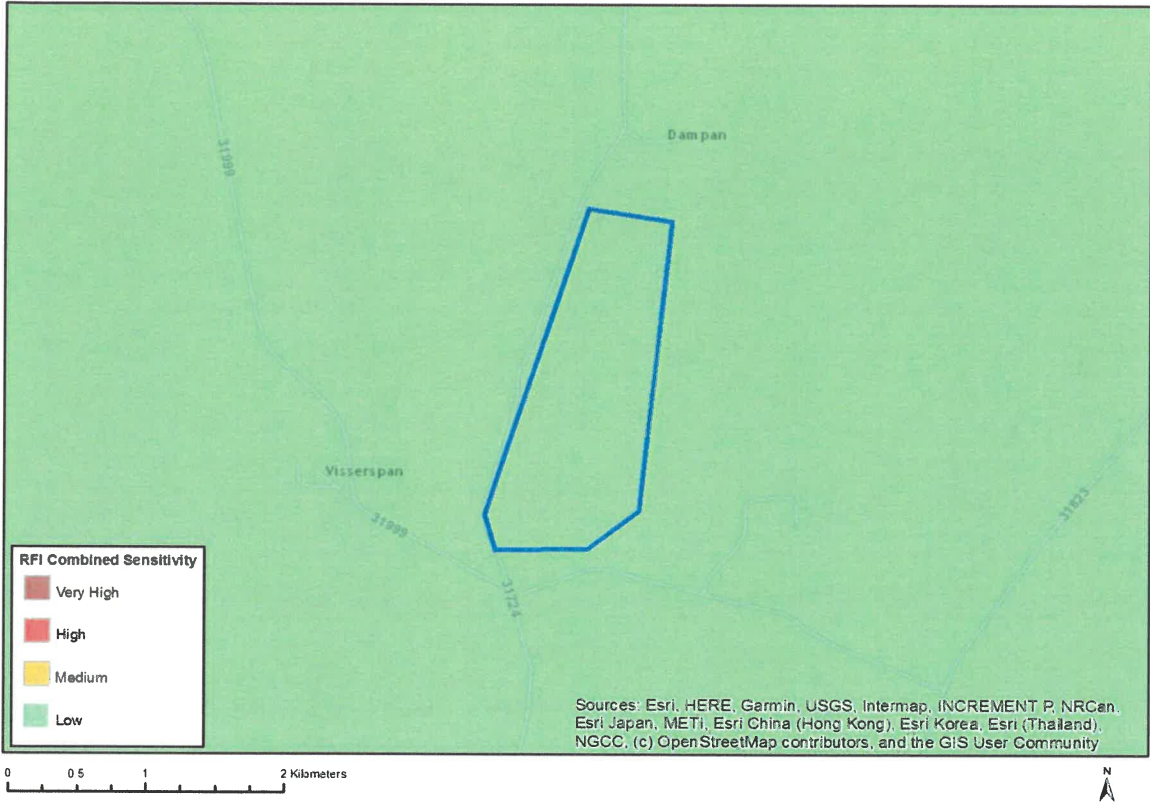 Dampan
31999
Visserspan
31999
31724
31823
RFI Combined Sensitivity
Very High
High
Medium
Low
Sources: Esri, HERE, Garmin, USGS, Intermap, INCREMENT P, NRCan,
Esri Japan, METI, Esri China (Hong Kong), Esri Korea, Esri (Thailand),
NGCC, (c) OpenStreetMap contributors, and the GIS User Community
0 0.5 1 2 Kilometers
N